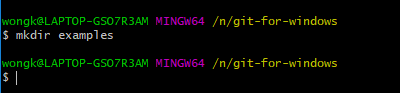 wongk@LAPTOP-GSO7R3AM MINGW64 /n/git-for-windows
$ mkdir examples
wongk@LAPTOP-GSO7R3AM MINGW64 /n/git-for-windows
$